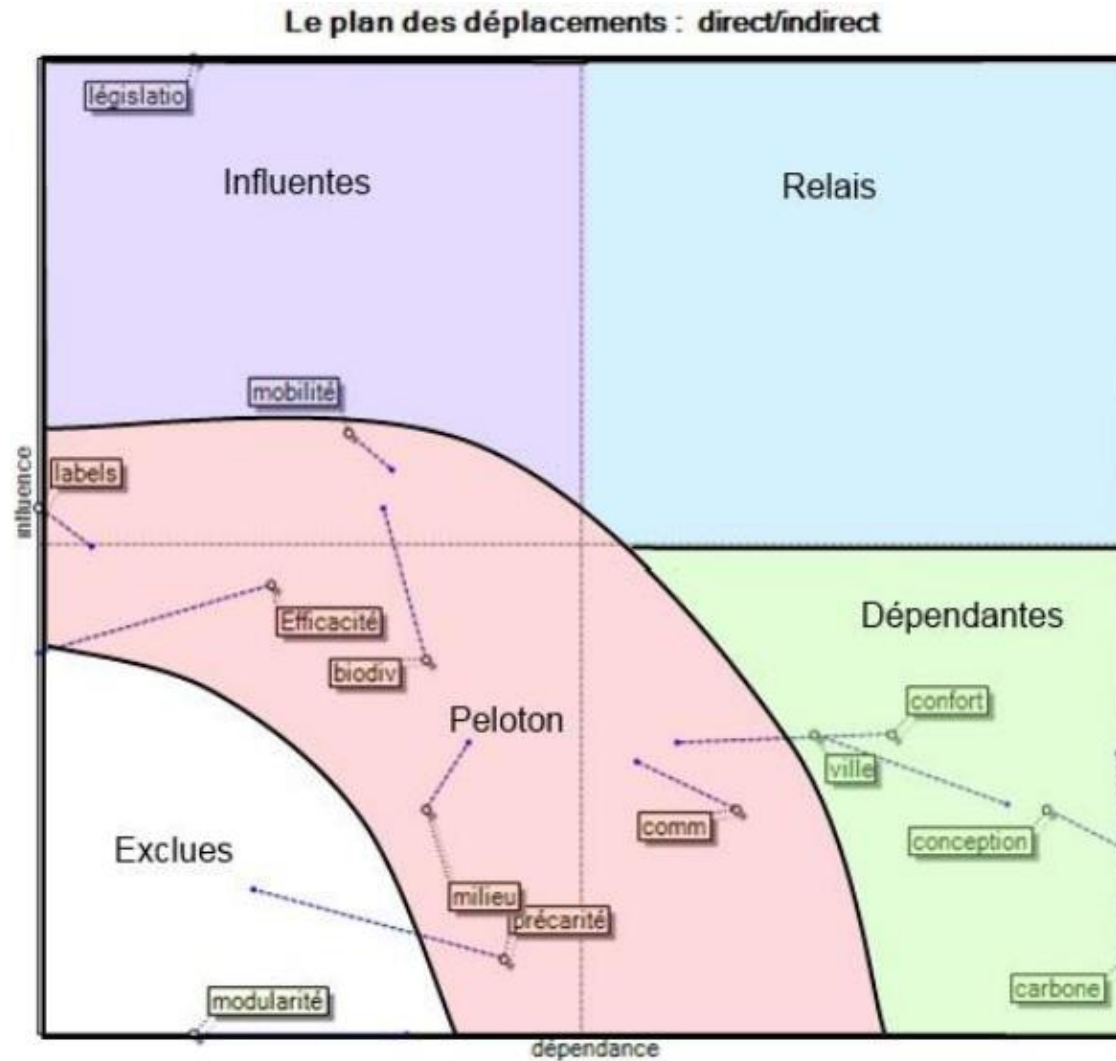 Le plan des déplacements : direct/indirect
législatio
Influentes
Relais
mobilité
labels
influence
Efficacité
Dépendantes
biodiv
confort
Peloton
ville
comm
conception
Exclues
milieu
précarité
modularité
carbone
dépendance